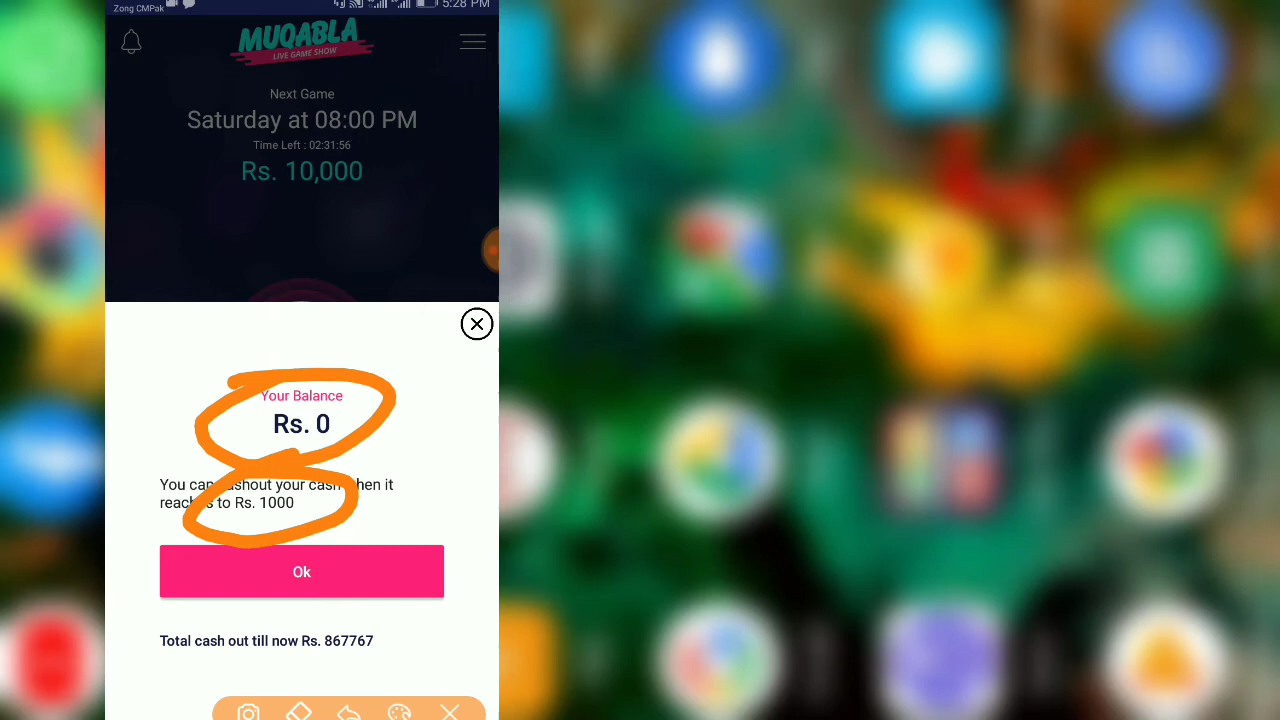 Zong CMPak 5:28 PM
MUQABLA
LIVE GAME SHOW
Next Game
Saturday at 08:00 PM
Time Left : 02:31:56
Rs. 10,000
Your Balance
Rs. 0
You can cashout your cash when it
reaches to Rs. 1000
Ok
Total cash out till now Rs. 867767